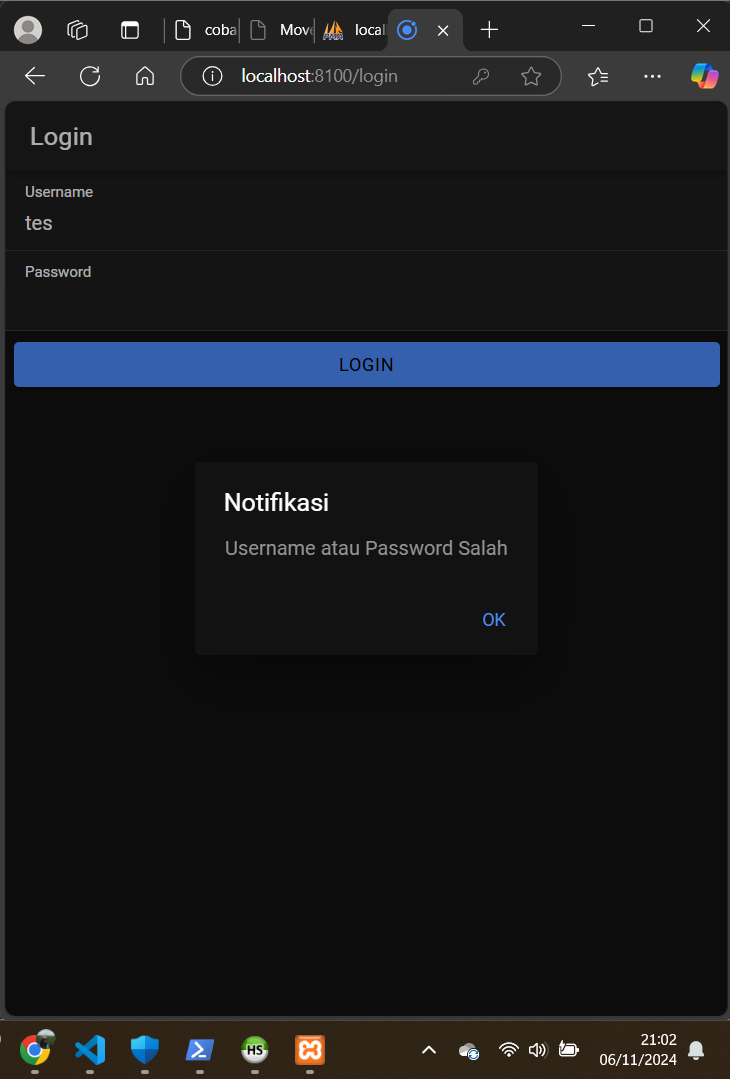 coba
Move
local
localhost:8100/login
Login
Username
tes
Password
LOGIN
Notifikasi
Username atau Password Salah
OK
HS
21:02
06/11/2024